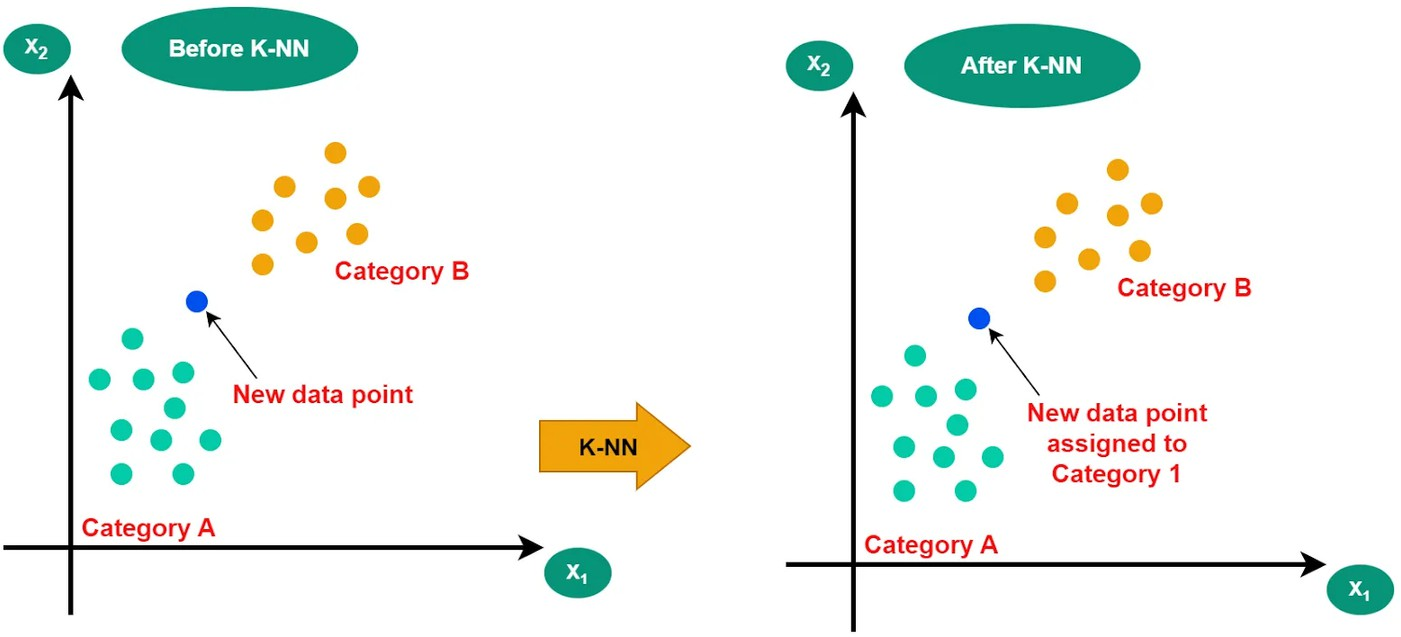 X2
Before K-NN
Category B
New data point
Category A
X1
K-NN
X2
After K-NN
Category B
New data point
assigned to
Category 1
Category A
X1